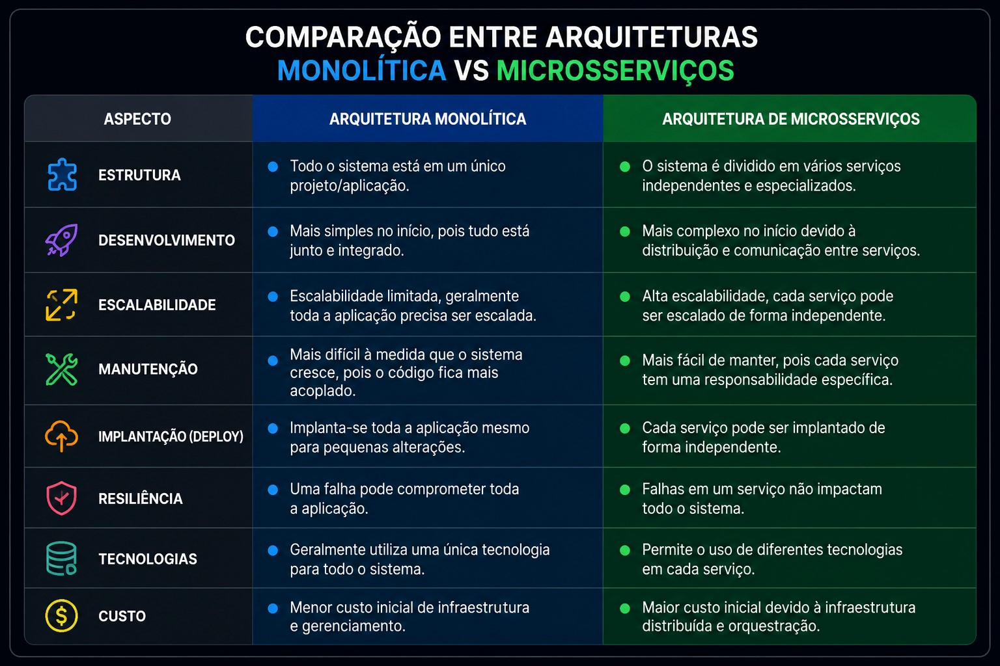 COMPARAÇÃO ENTRE ARQUITETURAS
MONOLÍTICA VS MICROSSERVIÇOS
ASPECTO
ARQUITETURA MONOLÍTICA
ARQUITETURA DE MICROSSERVIÇOS
ESTRUTURA
Todo o sistema está em um único
projeto/aplicação.
O sistema é dividido em vários serviços
independentes e especializados.
DESENVOLVIMENTO
Mais simples no início, pois tudo está
junto e integrado.
Mais complexo no início devido à
distribuição e comunicação entre serviços.
ESCALABILIDADE
Escalabilidade limitada, geralmente
toda a aplicação precisa ser escalada.
Alta escalabilidade, cada serviço pode
ser escalado de forma independente.
MANUTENÇÃO
Mais difícil à medida que o sistema
cresce, pois o código fica mais
acoplado.
Mais fácil de manter, pois cada serviço
tem uma responsabilidade específica.
IMPLANTAÇÃO (DEPLOY)
Implanta-se toda a aplicação mesmo
para pequenas alterações.
Cada serviço pode ser implantado de
forma independente.
RESILIÊNCIA
Uma falha pode comprometer toda
a aplicação.
Falhas em um serviço não impactam
todo o sistema.
TECNOLOGIAS
Geralmente utiliza uma única tecnologia
para todo o sistema.
Permite o uso de diferentes tecnologias
em cada serviço.
$
CUSTO
Menor custo inicial de infraestrutura
e gerenciamento.
Maior custo inicial devido à infraestrutura
distribuída e orquestração.